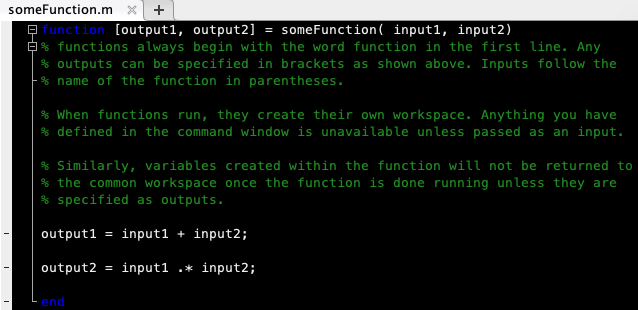 someFunction.m
function [output1, output2] = someFunction( input1, input2)
% functions always begin with the word function in the first line. Any
% outputs can be specified in brackets as shown above. Inputs follow the
% name of the function in parentheses.
% When functions run, they create their own workspace. Anything you have
% defined in the command window is unavailable unless passed as an input.
% Similarly, variables created within the function will not be returned to
% the common workspace once the function is done running unless they are
% specified as outputs.
output1 = input1 + input2;
output2 = input1 .* input2;
end